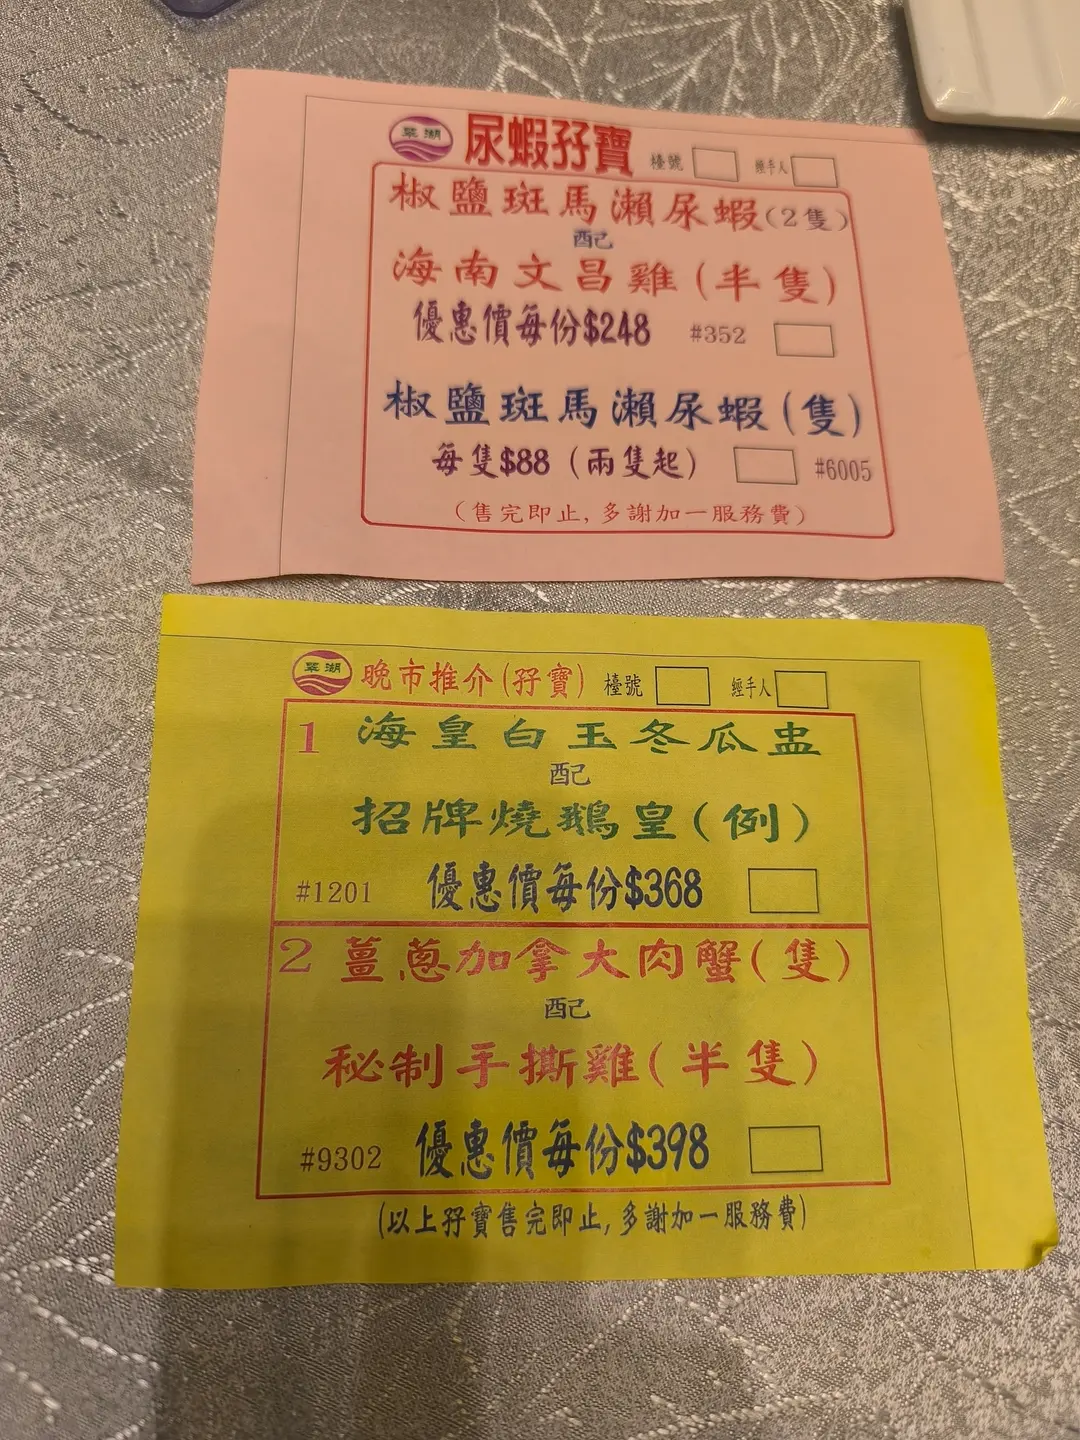 翠湖 尿蝦孖寶 檯號 經手人
椒鹽斑馬瀨尿蝦(2隻)
配
海南文昌雞(半隻)
優惠價每份$248 #352
椒鹽斑馬瀨尿蝦(隻)
每隻$88 (兩隻起) #6005
(售完即止,多謝加一服務費)
翠湖 晚市推介(孖寶) 檯號 經手人
1 海皇白玉冬瓜盅
配
招牌燒鵝皇(例)
#1201 優惠價每份$368
2 薑蔥加拿大肉蟹(隻)
配
秘制手撕雞(半隻)
#9302 優惠價每份$398
(以上孖寶售完即止,多謝加一服務費)